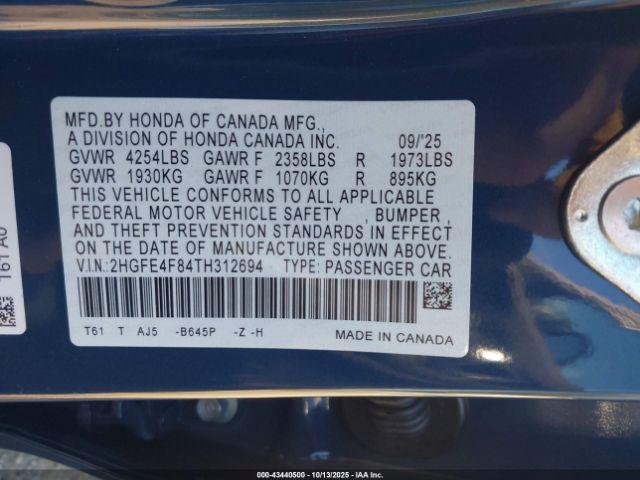 MFD.BY HONDA OF CANADA MFG.,
A DIVISION OF HONDA CANADA INC. 09/'25
GVWR 4254LBS GAWR F 2358LBS R 1973LBS
GVWR 1930KG GAWR F 1070KG R 895KG
THIS VEHICLE CONFORMS TO ALL APPLICABLE
FEDERAL MOTOR VEHICLE SAFETY , BUMPER,
AND THEFT PREVENTION STANDARDS IN EFFECT
ON THE DATE OF MANUFACTURE SHOWN ABOVE.
V.I.N.:2HGFE4F84TH312694 TYPE: PASSENGER CAR
T61 T AJ5 -B645P -Z -H
MADE IN CANADA
T61 A0
000-43440500 10/13/2025 IAA Inc.